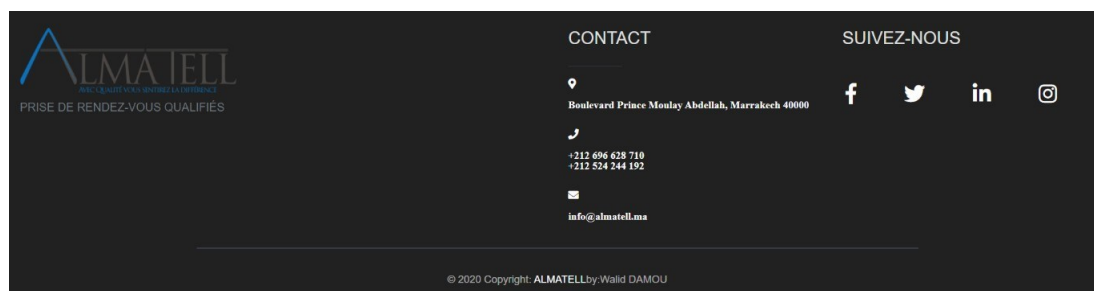 ALMATELL
AVEC QUALITÉ VOUS SENTIREZ LA DIFFÉRENCE
PRISE DE RENDEZ-VOUS QUALIFIÉS
CONTACT
Boulevard Prince Moulay Abdellah, Marrakech 40000
+212 696 628 710
+212 524 244 192
info@almatell.ma
SUIVEZ-NOUS
© 2020 Copyright: ALMATELLby:Walid DAMOU